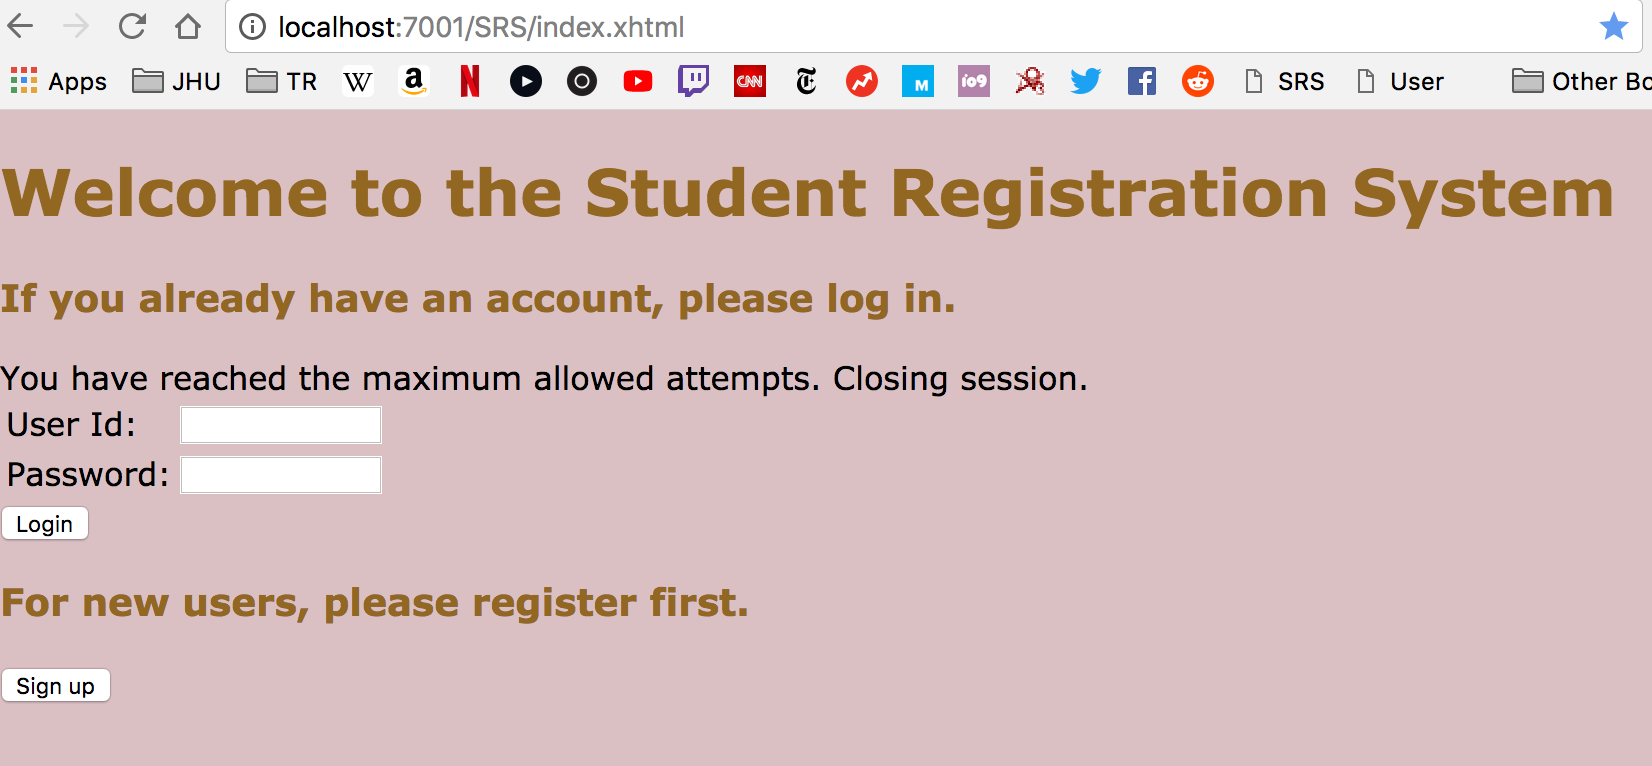 localhost:7001/SRS/index.xhtml
Apps JHU TR W a N CNN T M io9 SRS User Other Bo
Welcome to the Student Registration System
If you already have an account, please log in.
You have reached the maximum allowed attempts. Closing session.
User Id:
Password:
Login
For new users, please register first.
Sign up